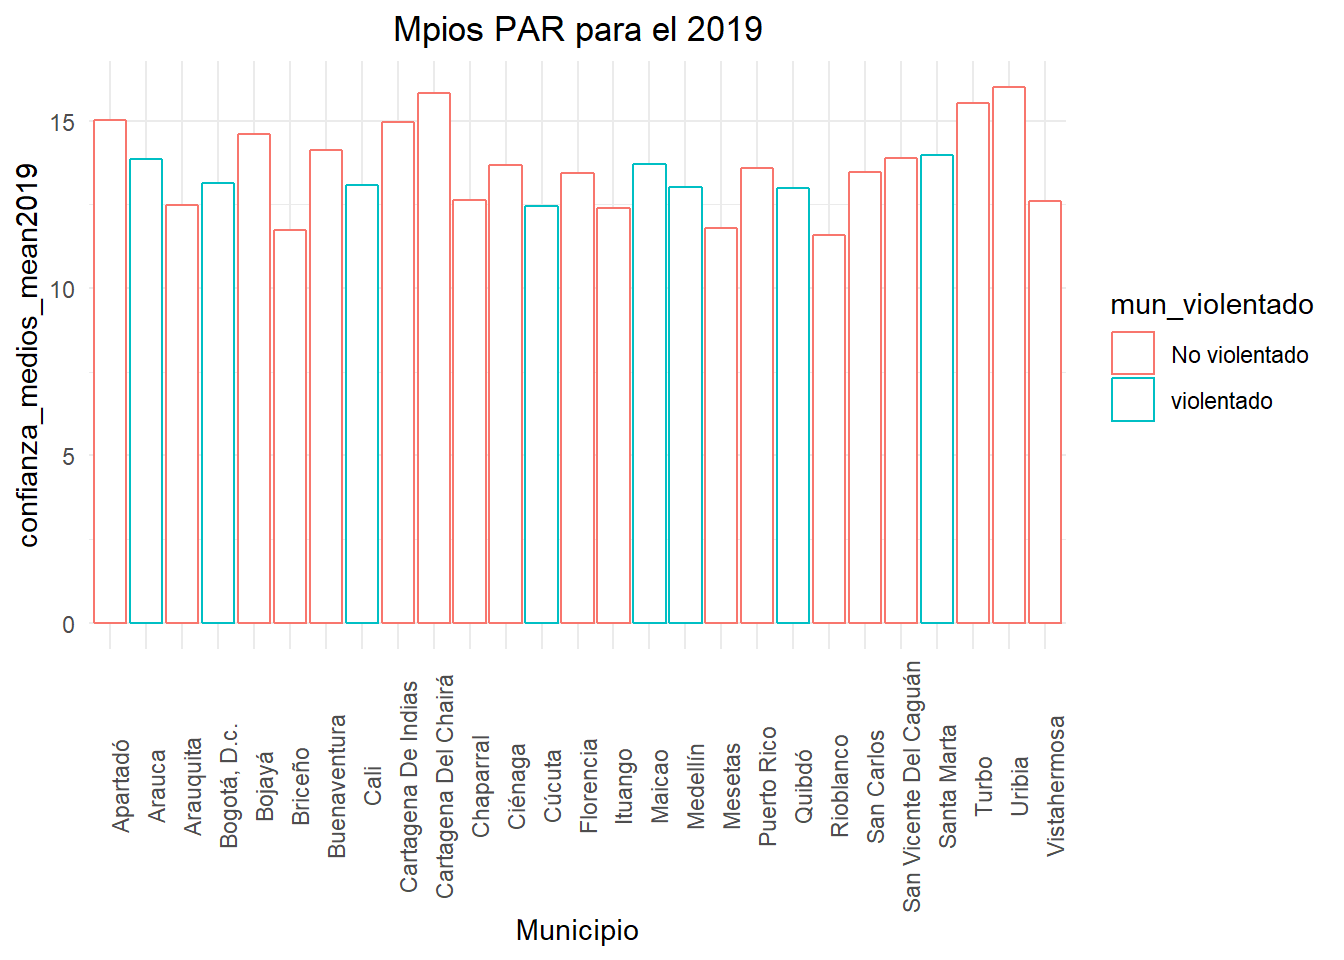 Mpios PAR para el 2019
confianza_medios_mean2019
15
10
5
0
Apartadó
Arauca
Arauquita
Bogotá, D.c.
Bojayá
Briceño
Buenaventura
Cali
Cartagena De Indias
Cartagena Del Chairá
Chaparral
Ciénaga
Cúcuta
Florencia
Ituango
Maicao
Medellín
Mesetas
Puerto Rico
Quibdó
Rioblanco
San Carlos
San Vicente Del Caguán
Santa Marta
Turbo
Uribia
Vistahermosa
Municipio
mun_violentado
No violentado
violentado